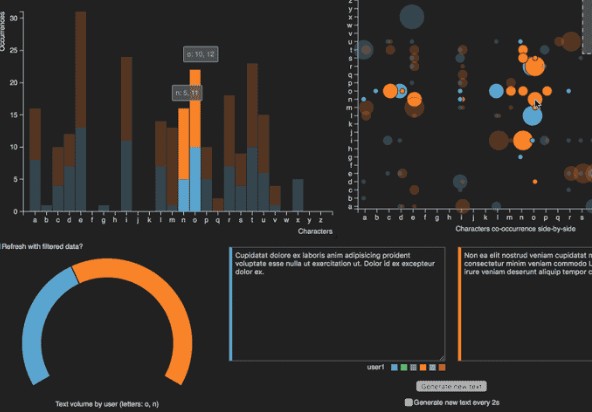 Occurrences
30
25
20
15
10
5
0
o: 10, 12
n: 5, 11
a b c d e f g h i j k l m n o p q r s t u v w x y z
Characters
z
y
x
w
v
u
t
s
r
q
p
o
n
m
l
k
j
i
h
g
f
e
d
c
b
a
a b c d e f g h i j k l m n o p q r s
Characters co-occurrence side-by-side
Refresh with filtered data?
Text volume by user (letters: o, n)
Cupidatat dolore ex laboris anim adipisicing proident
voluptate esse nulla ut exercitation ut. Dolor id ex excepteur
dolor ex.
Non ea elit nostrud veniam cupidatat
consectetur minim veniam commodo
irure veniam deserunt aliquip tempor
user1
Generate new text
Generate new text every 2s